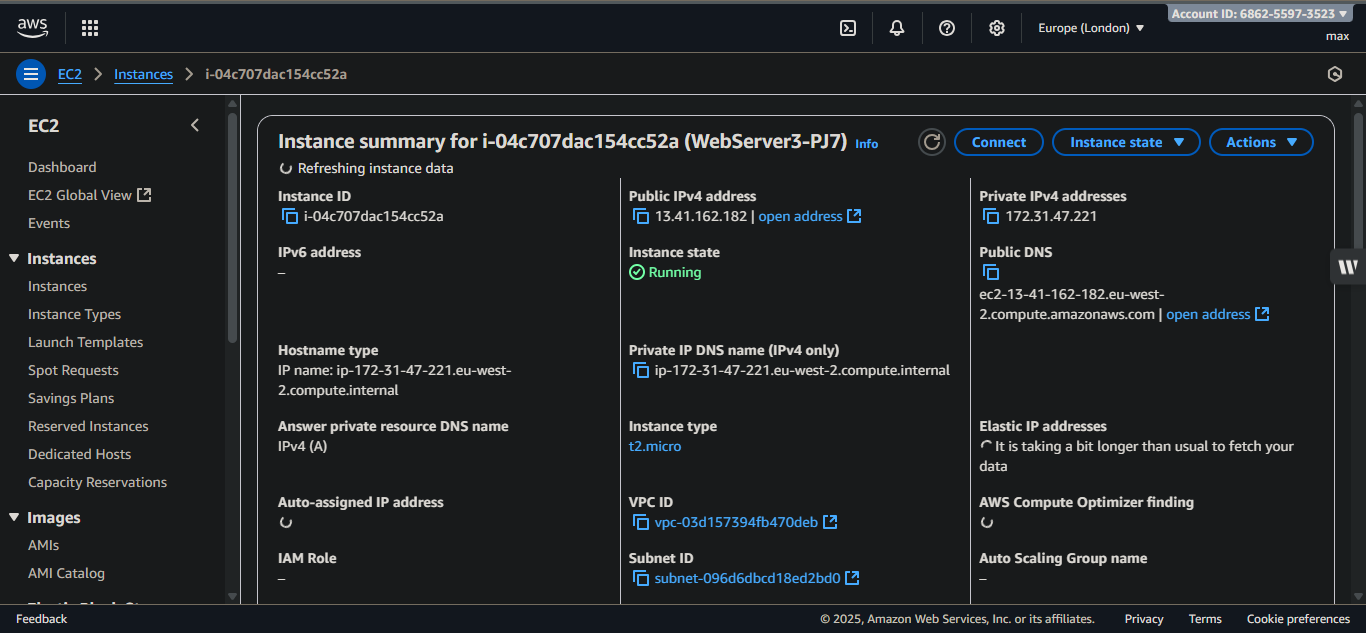 aws
Europe (London)
Account ID: 6862-5597-3523
max
EC2
Instances
i-04c707dac154cc52a
EC2
Dashboard
EC2 Global View
Events
Instances
Instances
Instance Types
Launch Templates
Spot Requests
Savings Plans
Reserved Instances
Dedicated Hosts
Capacity Reservations
Images
AMIs
AMI Catalog
Instance summary for i-04c707dac154cc52a (WebServer3-PJ7) Info
Connect
Instance state
Actions
Refreshing instance data
Instance ID
i-04c707dac154cc52a
Public IPv4 address
13.41.162.182 | open address
Private IPv4 addresses
172.31.47.221
IPv6 address
–
Instance state
Running
Public DNS
ec2-13-41-162-182.eu-west-
2.compute.amazonaws.com | open address
Hostname type
IP name: ip-172-31-47-221.eu-west-
2.compute.internal
Private IP DNS name (IPv4 only)
ip-172-31-47-221.eu-west-2.compute.internal
Answer private resource DNS name
IPv4 (A)
Instance type
t2.micro
Elastic IP addresses
It is taking a bit longer than usual to fetch your
data
Auto-assigned IP address
VPC ID
vpc-03d157394fb470deb
AWS Compute Optimizer finding
IAM Role
–
Subnet ID
subnet-096d6dbcd18ed2bd0
Auto Scaling Group name
–
Feedback
© 2025, Amazon Web Services, Inc. or its affiliates.
Privacy
Terms
Cookie preferences